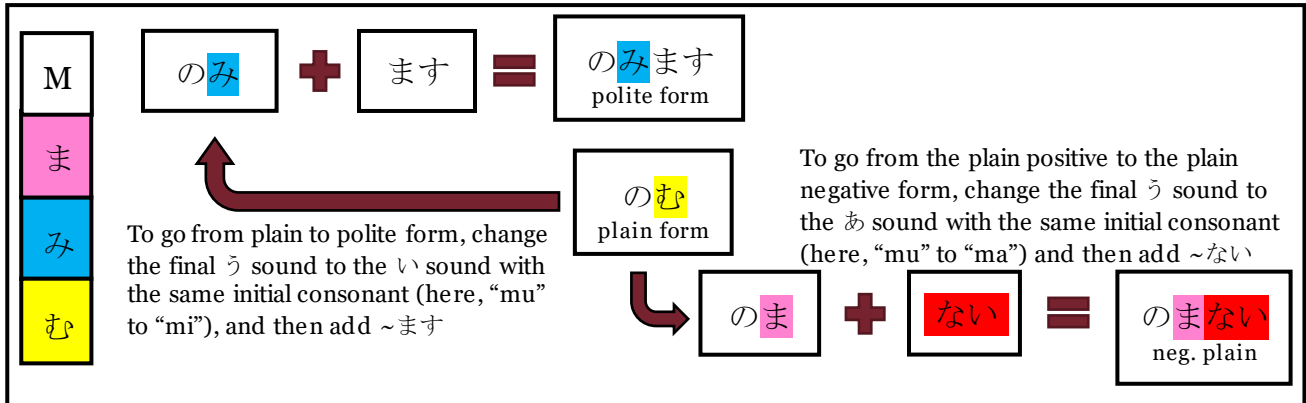 M
ま
み
む
のみ
ます
のみます
polite form
のむ
plain form
To go from plain to polite form, change
the final う sound to the い sound with
the same initial consonant (here, “mu”
to “mi”), and then add ~ます
To go from the plain positive to the plain
negative form, change the final う sound to
the あ sound with the same initial consonant
(here, “mu” to “ma”) and then add ~ない
のま
ない
のまない
neg. plain